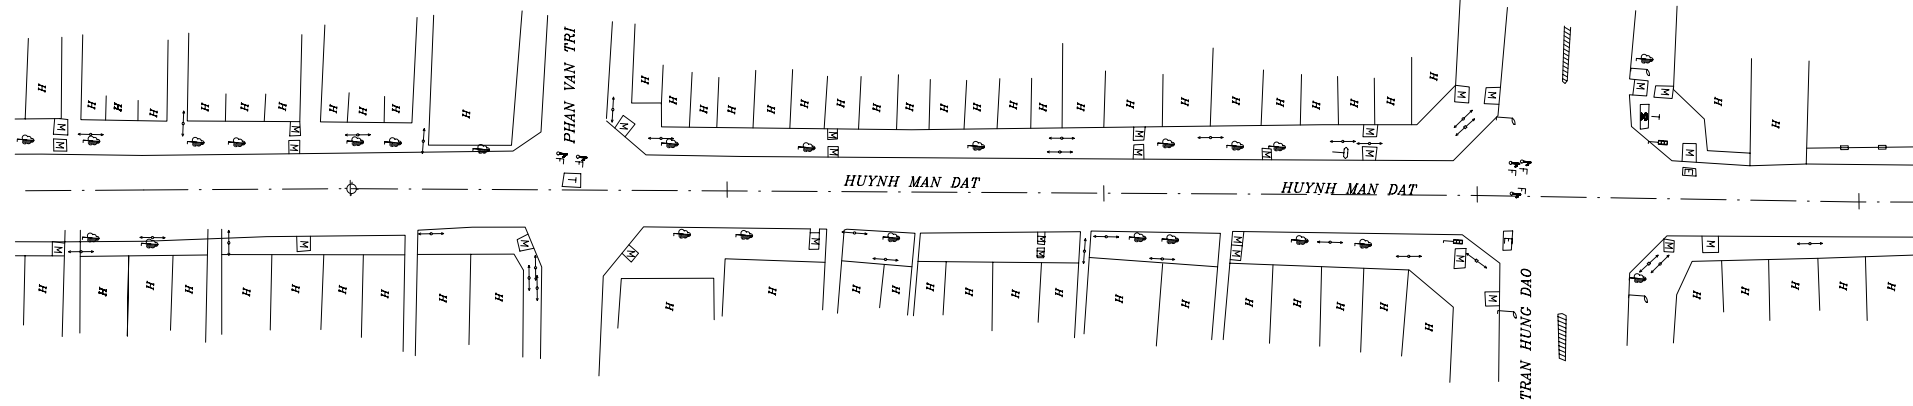 PHAN VAN TRI
HUYNH MAN DAT
HUYNH MAN DAT
TRAN HUNG DAO
H H H H H H H H H H H H H
H H H H H H H H H H H H H H H H H H H H H
H H
M M M M M M M M M M M M M M M M
T
T
E
M M M M M M M M M M M
E
H H H H H H H H H H
H H H H H H H H H H H H H H
H H H H H